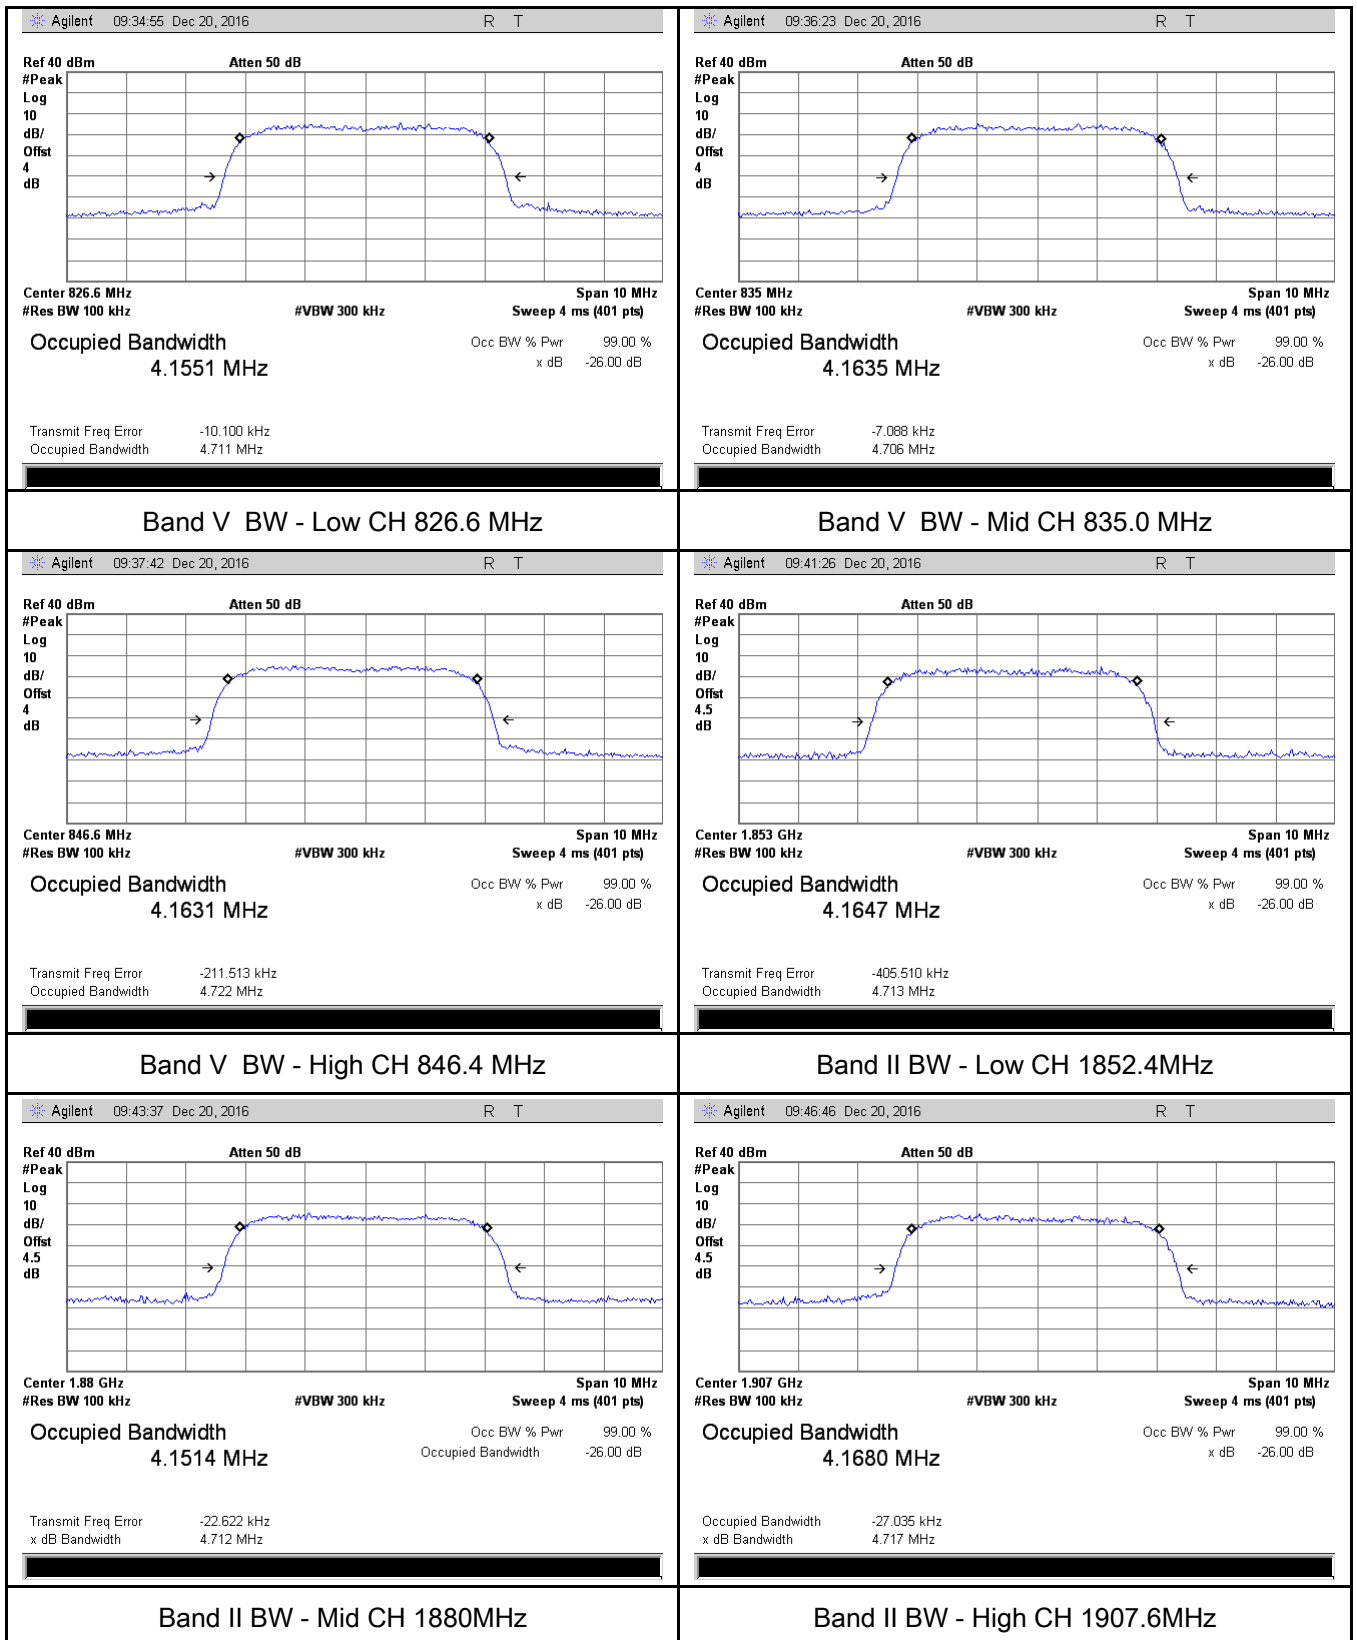 Agilent 09:34:55 Dec 20, 2016 R T
Ref 40 dBm Atten 50 dB
#Peak
Log
10
dB/
Offst
4
dB
Center 826.6 MHz Span 10 MHz
#Res BW 100 kHz #VBW 300 kHz Sweep 4 ms (401 pts)
Occupied Bandwidth Occ BW % Pwr 99.00 %
4.1551 MHz x dB -26.00 dB
Transmit Freq Error -10.100 kHz
Occupied Bandwidth 4.711 MHz
Band V BW - Low CH 826.6 MHz
Agilent 09:36:23 Dec 20, 2016 R T
Ref 40 dBm Atten 50 dB
#Peak
Log
10
dB/
Offst
4
dB
Center 835 MHz Span 10 MHz
#Res BW 100 kHz #VBW 300 kHz Sweep 4 ms (401 pts)
Occupied Bandwidth Occ BW % Pwr 99.00 %
4.1635 MHz x dB -26.00 dB
Transmit Freq Error -7.088 kHz
Occupied Bandwidth 4.706 MHz
Band V BW - Mid CH 835.0 MHz
Agilent 09:37:42 Dec 20, 2016 R T
Ref 40 dBm Atten 50 dB
#Peak
Log
10
dB/
Offst
4
dB
Center 846.6 MHz Span 10 MHz
#Res BW 100 kHz #VBW 300 kHz Sweep 4 ms (401 pts)
Occupied Bandwidth Occ BW % Pwr 99.00 %
4.1631 MHz x dB -26.00 dB
Transmit Freq Error -211.513 kHz
Occupied Bandwidth 4.722 MHz
Band V BW - High CH 846.4 MHz
Agilent 09:41:26 Dec 20, 2016 R T
Ref 40 dBm Atten 50 dB
#Peak
Log
10
dB/
Offst
4.5
dB
Center 1.853 GHz Span 10 MHz
#Res BW 100 kHz #VBW 300 kHz Sweep 4 ms (401 pts)
Occupied Bandwidth Occ BW % Pwr 99.00 %
4.1647 MHz x dB -26.00 dB
Transmit Freq Error -405.510 kHz
Occupied Bandwidth 4.713 MHz
Band II BW - Low CH 1852.4MHz
Agilent 09:43:37 Dec 20, 2016 R T
Ref 40 dBm Atten 50 dB
#Peak
Log
10
dB/
Offst
4.5
dB
Center 1.88 GHz Span 10 MHz
#Res BW 100 kHz #VBW 300 kHz Sweep 4 ms (401 pts)
Occupied Bandwidth Occ BW % Pwr 99.00 %
4.1514 MHz Occupied Bandwidth -26.00 dB
Transmit Freq Error -22.622 kHz
x dB Bandwidth 4.712 MHz
Band II BW - Mid CH 1880MHz
Agilent 09:46:46 Dec 20, 2016 R T
Ref 40 dBm Atten 50 dB
#Peak
Log
10
dB/
Offst
4.5
dB
Center 1.907 GHz Span 10 MHz
#Res BW 100 kHz #VBW 300 kHz Sweep 4 ms (401 pts)
Occupied Bandwidth Occ BW % Pwr 99.00 %
4.1680 MHz x dB -26.00 dB
Occupied Bandwidth -27.035 kHz
x dB Bandwidth 4.717 MHz
Band II BW - High CH 1907.6MHz